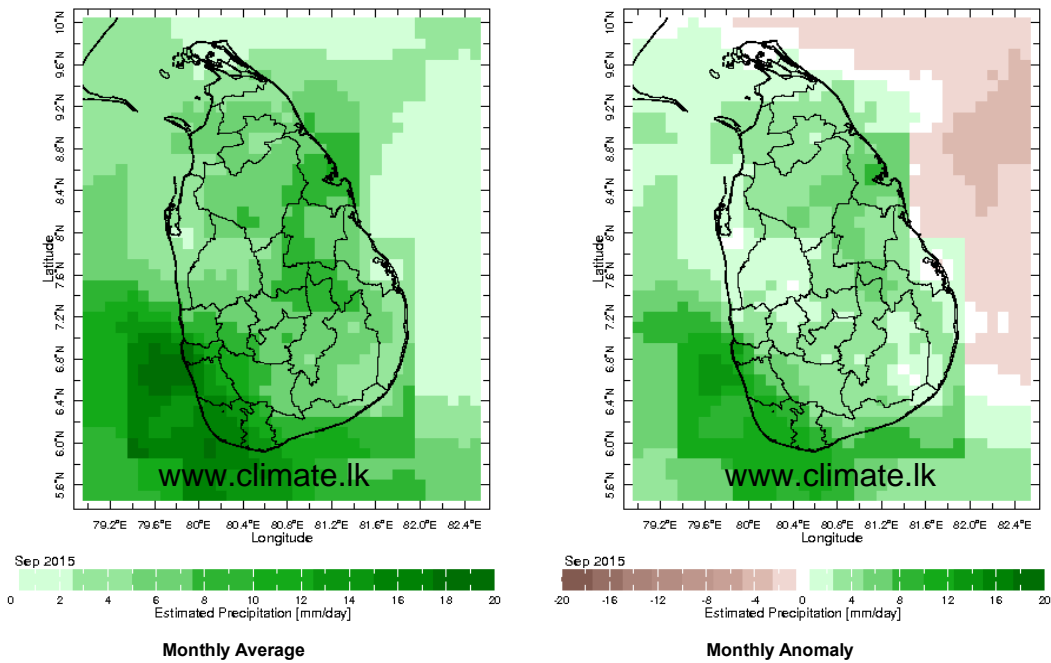 10°N
9.6°N
9.2°N
8.8°N
8.4°N
8°N
7.6°N
7.2°N
6.8°N
6.4°N
6.0°N
5.6°N
Latitude
www.climate.lk
79.2°E 79.6°E 80°E 80.4°E 80.8°E 81.2°E 81.6°E 82.0°E 82.4°E
Longitude
Sep 2015
0 2 4 6 8 10 12 14 16 18 20
Estimated Precipitation [mm/day]
Monthly Average
10°N
9.6°N
9.2°N
8.8°N
8.4°N
8°N
7.6°N
7.2°N
6.8°N
6.4°N
6.0°N
5.6°N
Latitude
www.climate.lk
79.2°E 79.6°E 80°E 80.4°E 80.8°E 81.2°E 81.6°E 82.0°E 82.4°E
Longitude
Sep 2015
-20 -16 -12 -8 -4 0 4 8 12 16 20
Estimated Precipitation [mm/day]
Monthly Anomaly